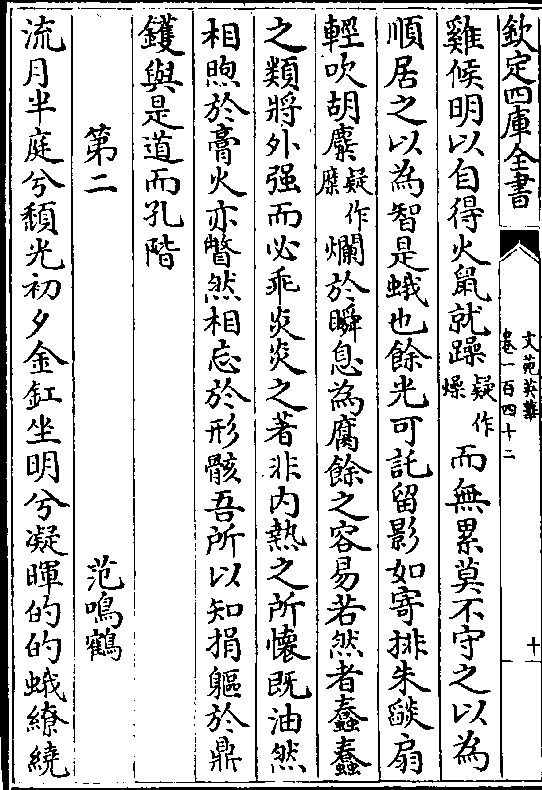 欽定四庫全書
文苑英華
卷一百四十二
十
雞候明以自得火䑕就躁疑作燥而無累莫不守之以為
順居之以為智是蛾也餘光可託留影如寄排朱燄扇
輕吹胡麋疑作糜爛於瞬息為腐餘之容易若然者蠢蠢
之類將外强而必乖炎炎之著非内熱之所懷既油然
相煦於膏火亦瞥然相忘於形骸吾所以知捐軀於鼎
鑊與是道而孔階
第二
范鳴鶴
流月半庭兮頽光初夕金釭坐明兮凝暉的的蛾繚繞